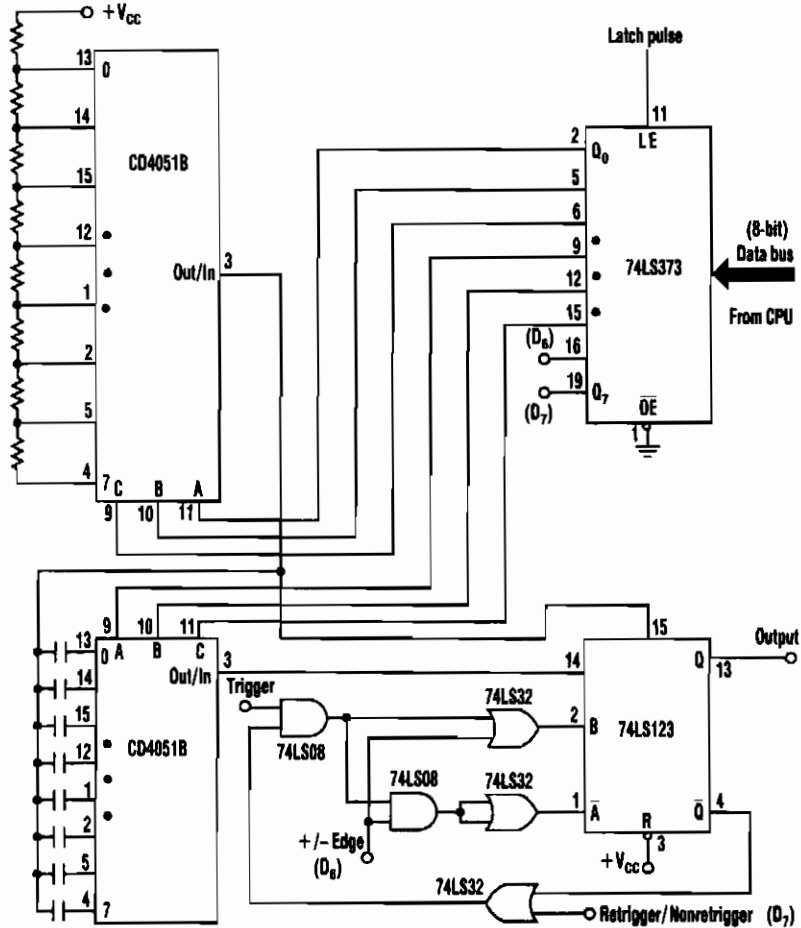 +VCC
13 0
14
15
12
1
2
5
4 7
CD4051B
Out/In 3
C B A
9 10 11
Latch pulse
11
LE
2 Q0
5
6
9
12
15
(D6)
16
19 Q7
(D7)
74LS373
OE
1
(8-bit)
Data bus
From CPU
9 10 11
A B C
13 0
14
15
12
1
2
5
4 7
CD4051B
Out/In 3
Trigger
74LS08
74LS32
74LS08
74LS32
+/- Edge
(D6)
74LS32
15
14
2 B
1 A
74LS123
Q
13
Output
Q 4
R
3
+VCC
Retrigger/Nonretrigger (D7)